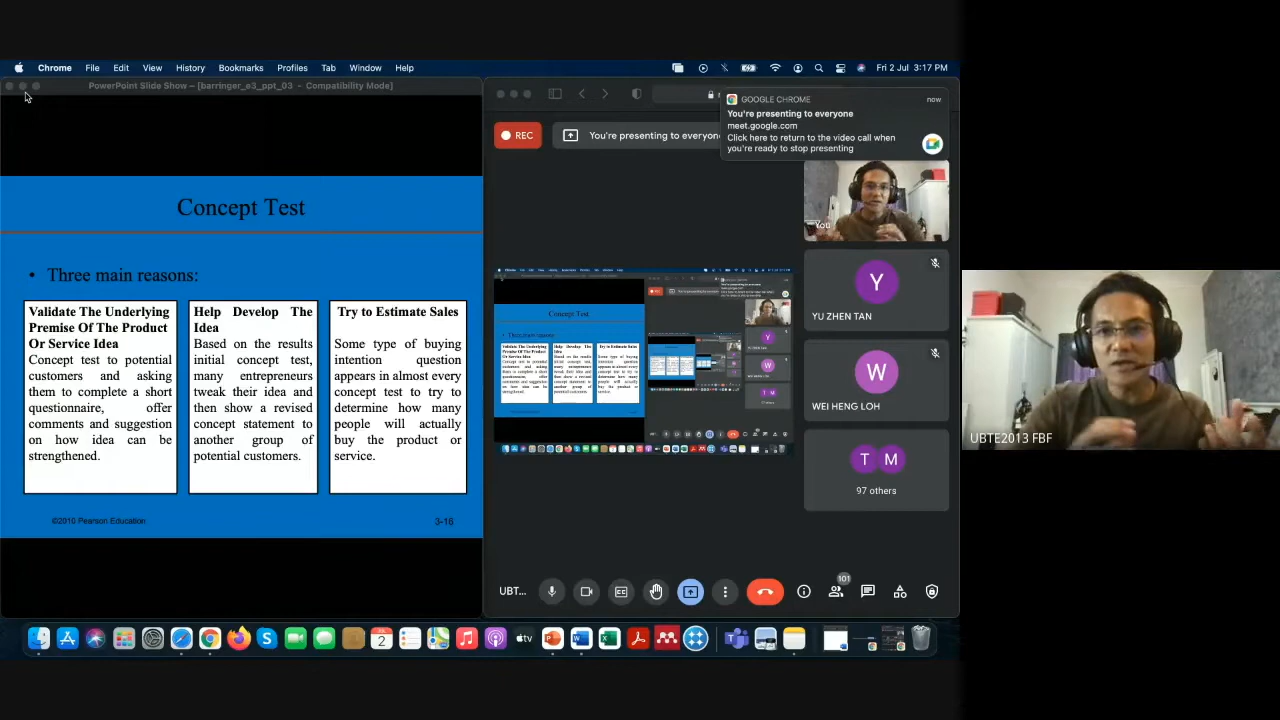 Chrome File Edit View History Bookmarks Profiles Tab Window Help
Fri 2 Jul 3:17 PM
PowerPoint Slide Show – [barringer_e3_ppt_03 - Compatibility Mode]
Concept Test
• Three main reasons:
Validate The Underlying
Premise Of The Product
Or Service Idea
Concept test to potential
customers and asking
them to complete a short
questionnaire, offer
comments and suggestion
on how idea can be
strengthened.
Help Develop The
Idea
Based on the results
initial concept test,
many entrepreneurs
tweak their idea and
then show a revised
concept statement to
another group of
potential customers.
Try to Estimate Sales
Some type of buying
intention question
appears in almost every
concept test to try to
determine how many
people will actually
buy the product or
service.
©2010 Pearson Education
3-16
GOOGLE CHROME
now
You're presenting to everyone
meet.google.com
Click here to return to the video call when
you're ready to stop presenting
REC
You're presenting to everyone
You
Y
YU ZHEN TAN
W
WEI HENG LOH
T M
97 others
UBT...
101
UBTE2013 FBF
tv
2